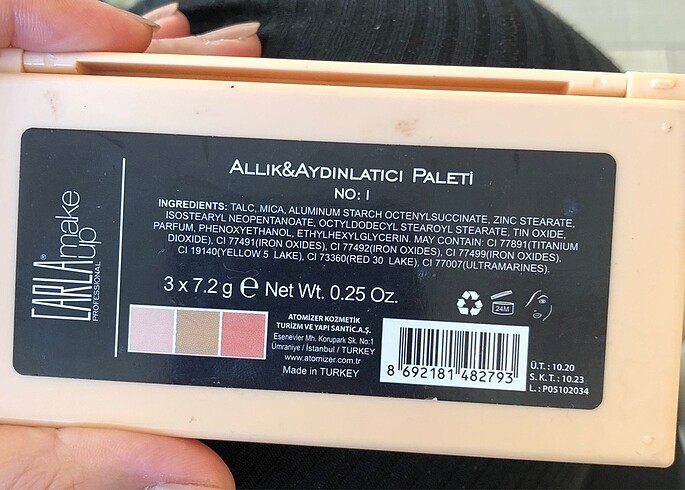 CARLA® make up
PROFESSIONAL
ALLIK&AYDINLATICI PALETİ
NO: 1
INGREDIENTS: TALC, MICA, ALUMINUM STARCH OCTENYLSUCCINATE, ZINC STEARATE,
ISOSTEARYL NEOPENTANOATE, OCTYLDODECYL STEAROYL STEARATE, TIN OXIDE,
PARFUM, PHENOXYETHANOL, ETHYLHEXYLGLYCERIN. MAY CONTAIN: CI 77891(TITANIUM
DIOXIDE), CI 77491(IRON OXIDES), CI 77492(IRON OXIDES), CI 77499(IRON OXIDES),
CI 19140(YELLOW 5 LAKE), CI 73360(RED 30 LAKE), CI 77007(ULTRAMARINES).
3 x 7.2 g ℮ Net Wt. 0.25 Oz.
24M
ATOMİZER KOZMETİK
TURİZM VE YAPI SANTİC.A.Ş.
Esenevler Mh. Korupark Sk. No:1
Ümraniye / İstanbul / TURKEY
www.atomizer.com.tr
Made in TURKEY
8 692181 482793
Ü.T. : 10.20
S. K.T. : 10.23
L. : P05102034